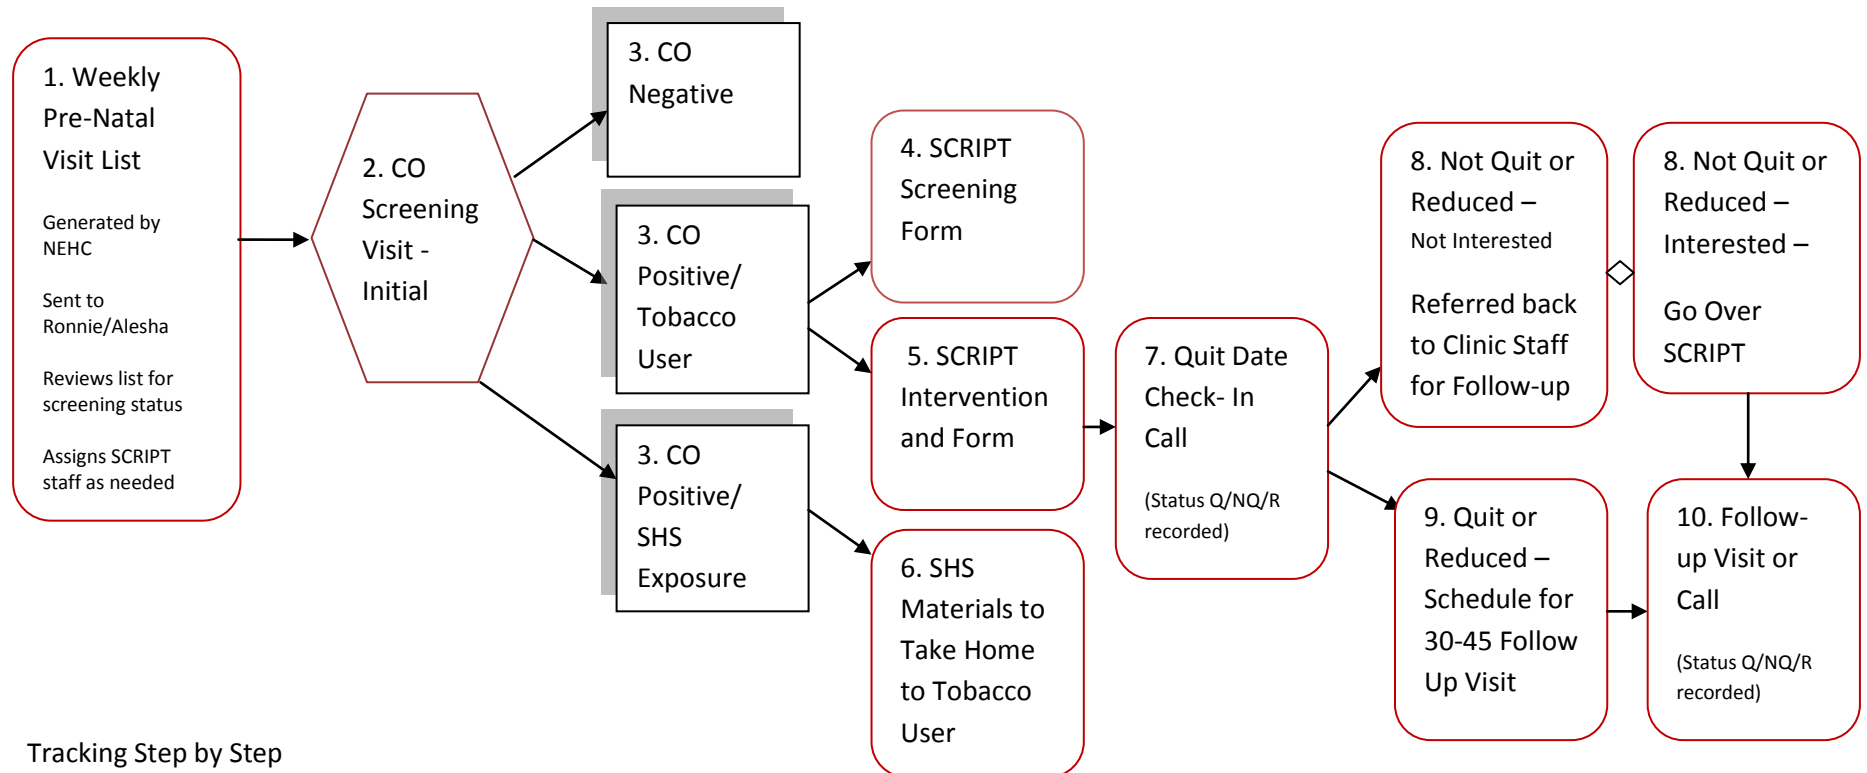 1. Weekly
Pre-Natal
Visit List
Generated by
NEHC
Sent to
Ronnie/Alesha
Reviews list for
screening status
Assigns SCRIPT
staff as needed
2. CO
Screening
Visit -
Initial
3. CO
Negative
3. CO
Positive/
Tobacco
User
3. CO
Positive/
SHS
Exposure
4. SCRIPT
Screening
Form
5. SCRIPT
Intervention
and Form
6. SHS
Materials to
Take Home
to Tobacco
User
7. Quit Date
Check- In
Call
(Status Q/NQ/R
recorded)
8. Not Quit or
Reduced –
Not Interested
Referred back
to Clinic Staff
for Follow-up
8. Not Quit or
Reduced –
Interested –
Go Over
SCRIPT
9. Quit or
Reduced –
Schedule for
30-45 Follow
Up Visit
10. Follow-
up Visit or
Call
(Status Q/NQ/R
recorded)
Tracking Step by Step